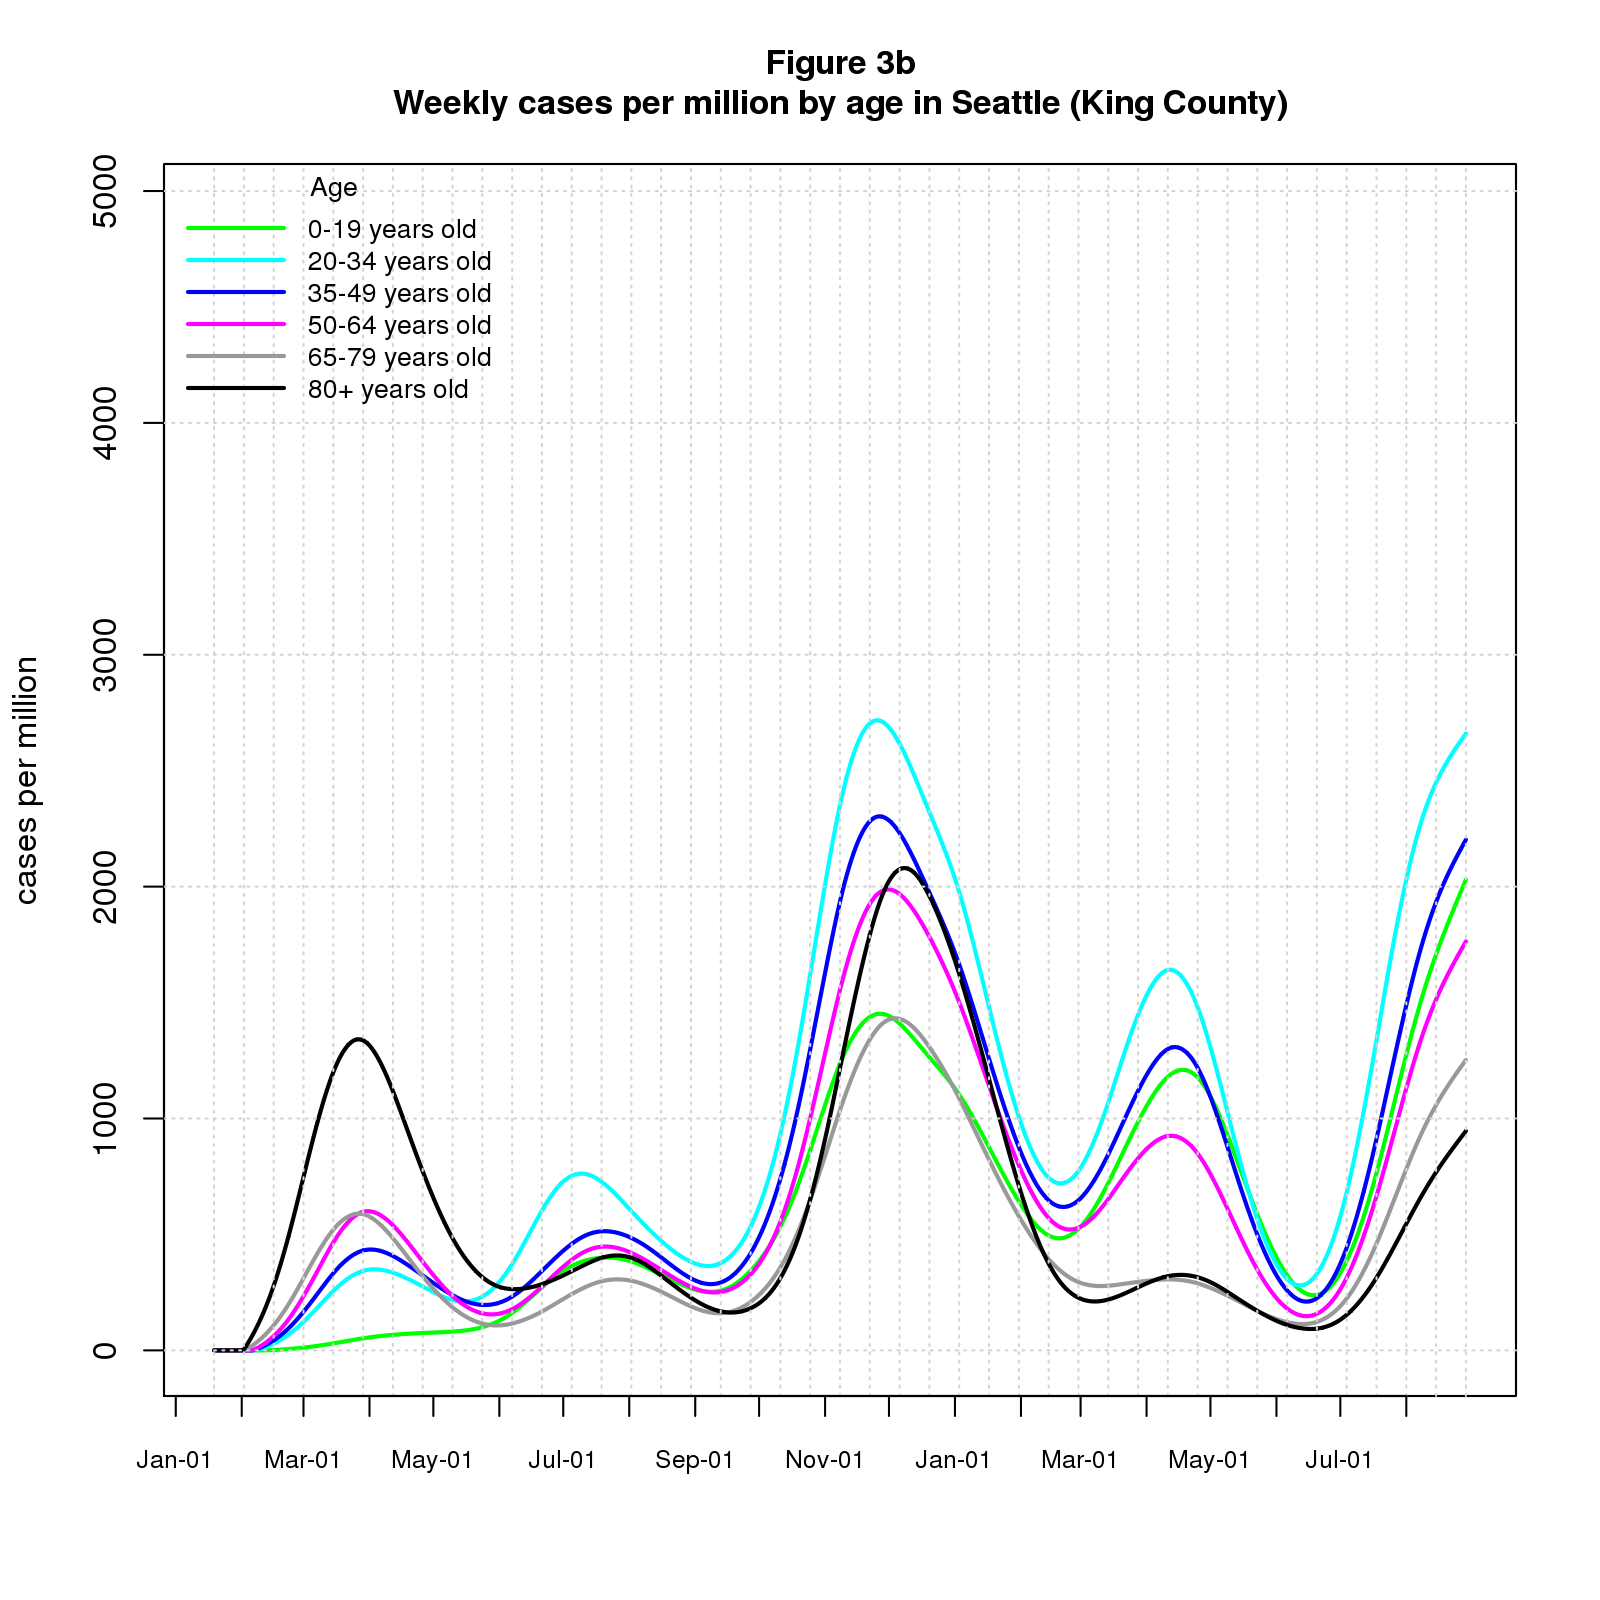 Figure 3b
Weekly cases per million by age in Seattle (King County)
cases per million
5000
4000
3000
2000
1000
0
Age
0-19 years old
20-34 years old
35-49 years old
50-64 years old
65-79 years old
80+ years old
Jan-01 Mar-01 May-01 Jul-01 Sep-01 Nov-01 Jan-01 Mar-01 May-01 Jul-01